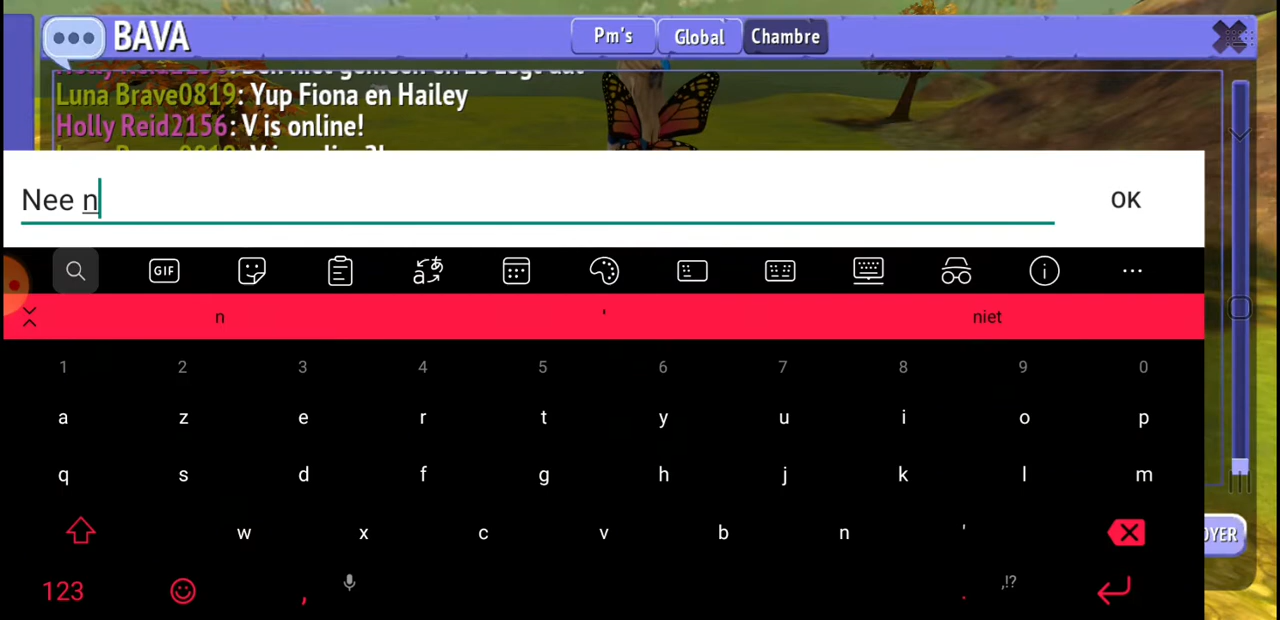 BAVA
Pm's Global Chambre
Luna Brave0819: Yup Fiona en Hailey
Holly Reid2156: V is online!
Nee n
OK
GIF
n ' niet
1 2 3 4 5 6 7 8 9 0
a z e r t y u i o p
q s d f g h j k l m
w x c v b n '
123 , . ,!?